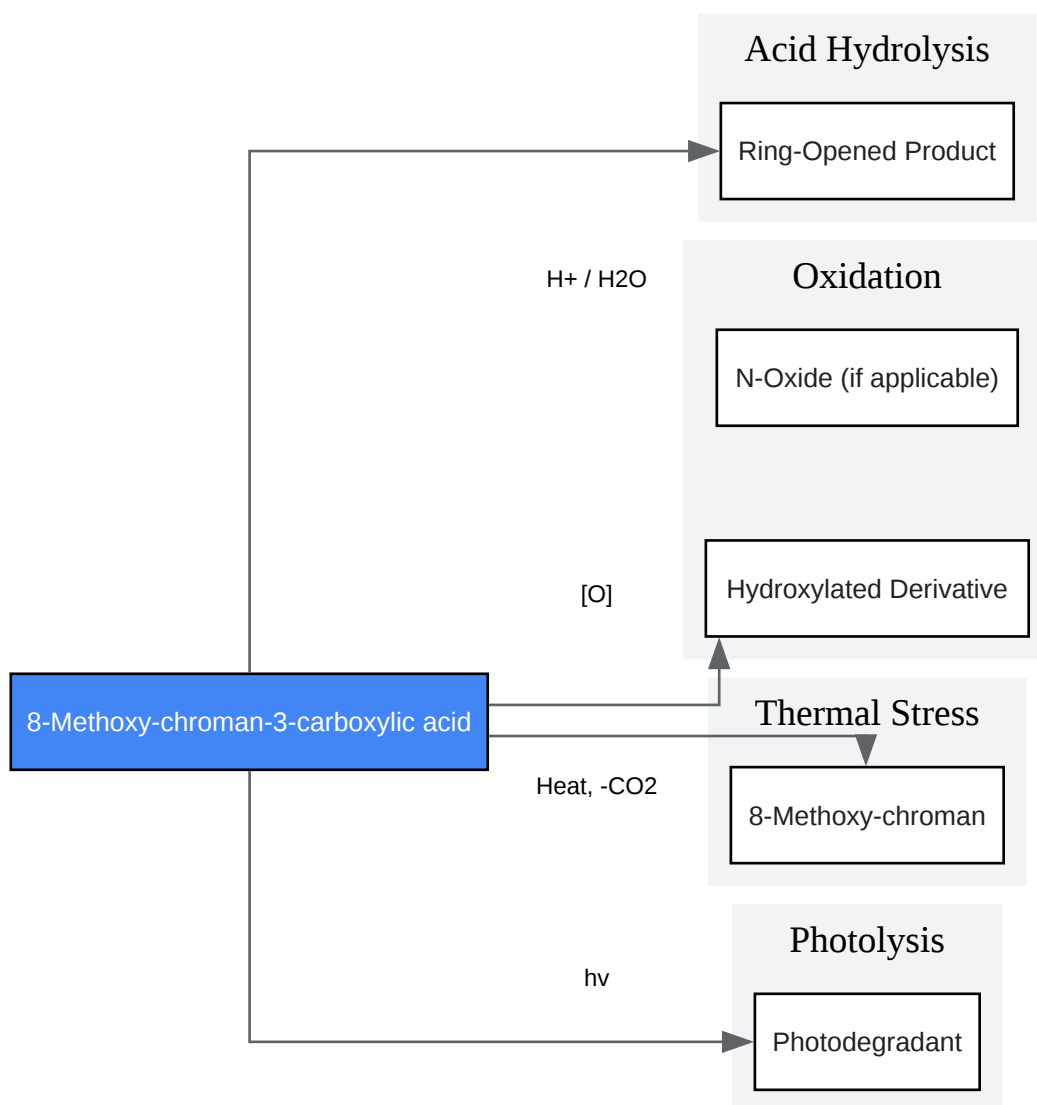 Acid Hydrolysis
Ring-Opened Product
H+ / H2O
Oxidation
N-Oxide (if applicable)
[O]
Hydroxylated Derivative
8-Methoxy-chroman-3-carboxylic acid
Thermal Stress
Heat, -CO2
8-Methoxy-chroman
Photolysis
hv
Photodegradant